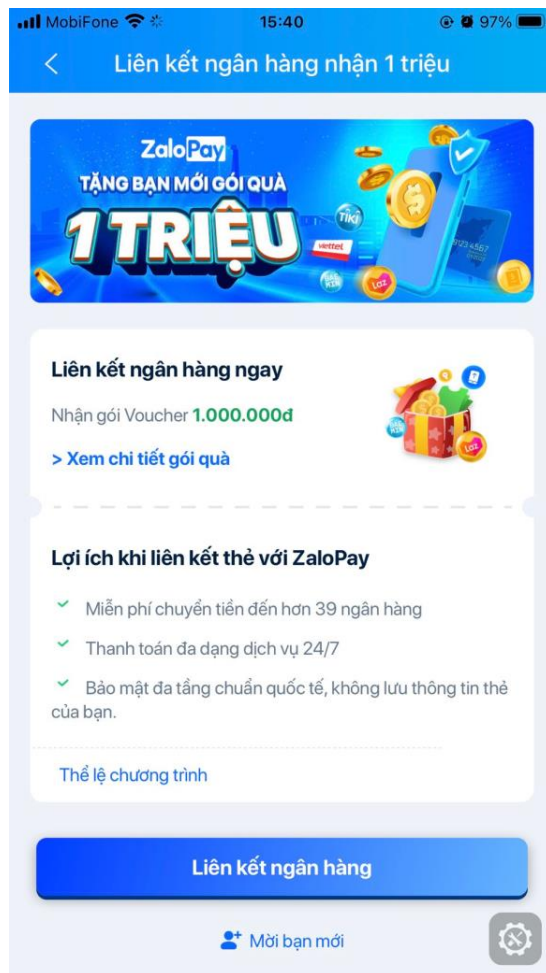 MobiFone
15:40
97%
Liên kết ngân hàng nhận 1 triệu
ZaloPay
TẶNG BẠN MỚI GÓI QUÀ
1 TRIỆU
TIKI
viettel
Laz
9123 4567
Liên kết ngân hàng ngay
Nhận gói Voucher 1.000.000đ
> Xem chi tiết gói quà
Laz
Lợi ích khi liên kết thẻ với ZaloPay
Miễn phí chuyển tiền đến hơn 39 ngân hàng
Thanh toán đa dạng dịch vụ 24/7
Bảo mật đa tầng chuẩn quốc tế, không lưu thông tin thẻ
của bạn.
Thể lệ chương trình
Liên kết ngân hàng
Mời bạn mới